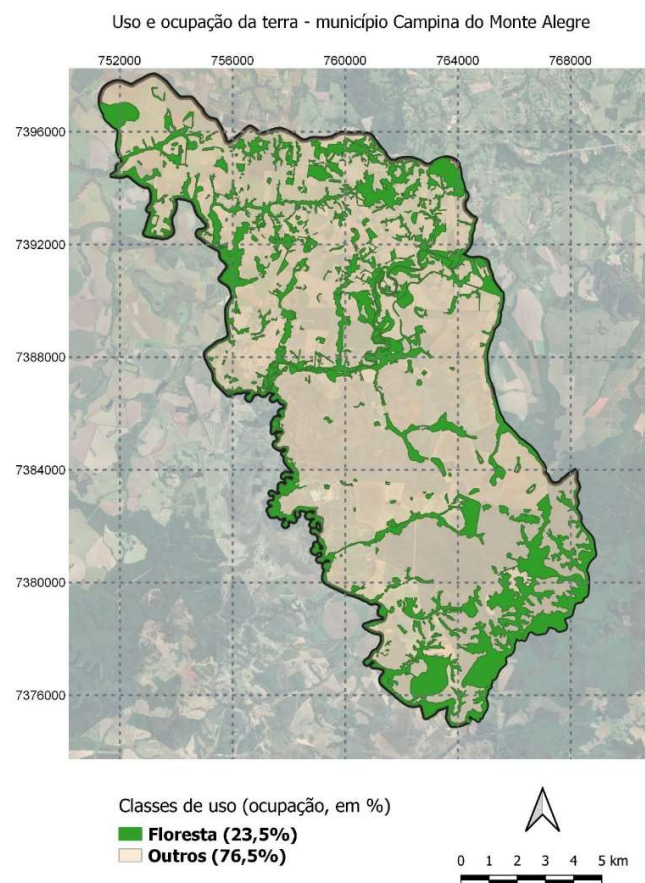 Uso e ocupação da terra - município Campina do Monte Alegre
752000 756000 760000 764000 768000
7396000
7392000
7388000
7384000
7380000
7376000
Classes de uso (ocupação, em %)
Floresta (23,5%)
Outros (76,5%)
0 1 2 3 4 5 km